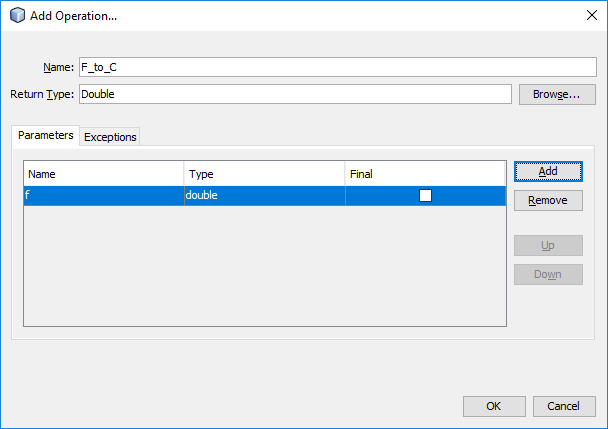 Add Operation...
Name: F_to_C
Return Type: Double Browse...
Parameters Exceptions
Name Type Final Add
f double Remove
Up
Down
OK Cancel